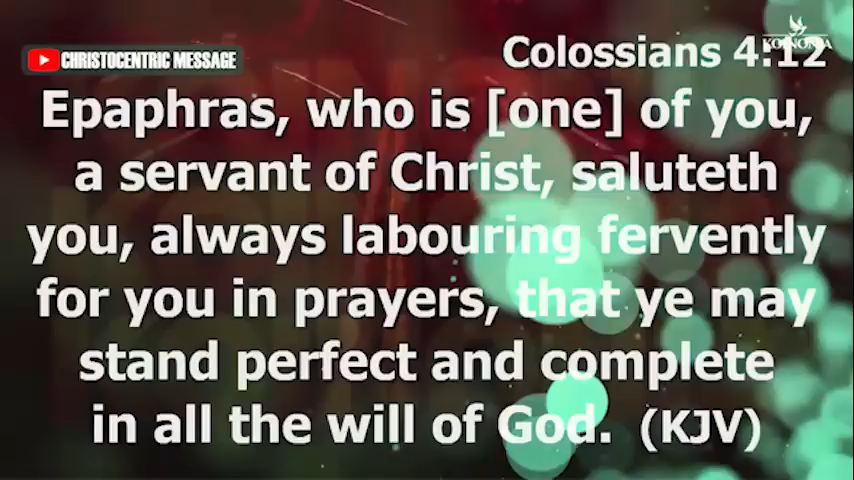 CHRISTOCENTRIC MESSAGE
KOINONIA
Colossians 4:12
Epaphras, who is [one] of you,
a servant of Christ, saluteth
you, always labouring fervently
for you in prayers, that ye may
stand perfect and complete
in all the will of God. (KJV)